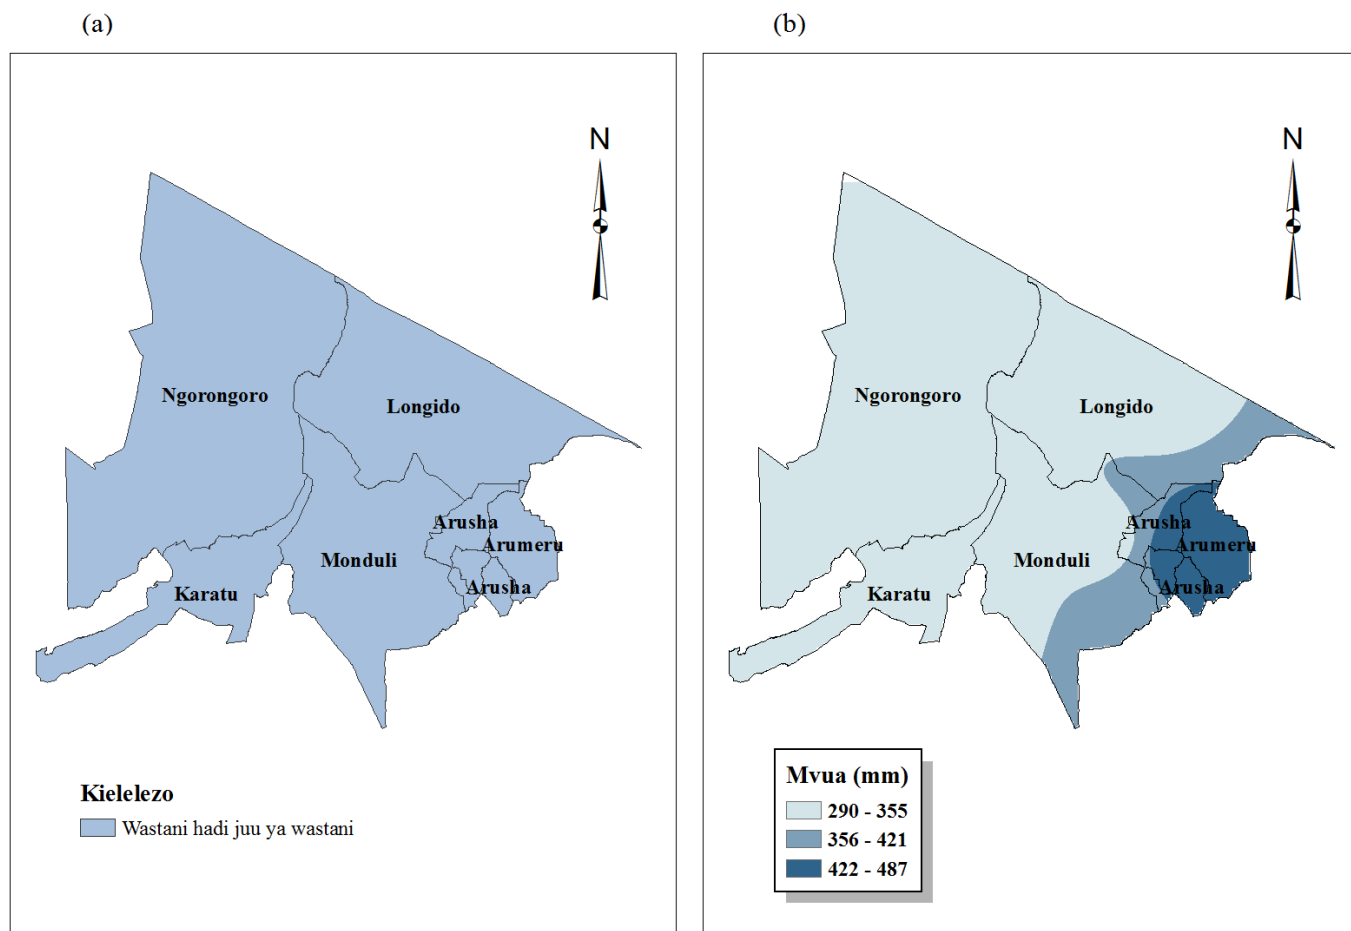 (a)
N
Ngorongoro
Longido
Arusha
Arumeru
Monduli
Arusha
Karatu
Kielelezo
Wastani hadi juu ya wastani
(b)
N
Ngorongoro
Longido
Arusha
Arumeru
Monduli
Arusha
Karatu
Mvua (mm)
290 - 355
356 - 421
422 - 487